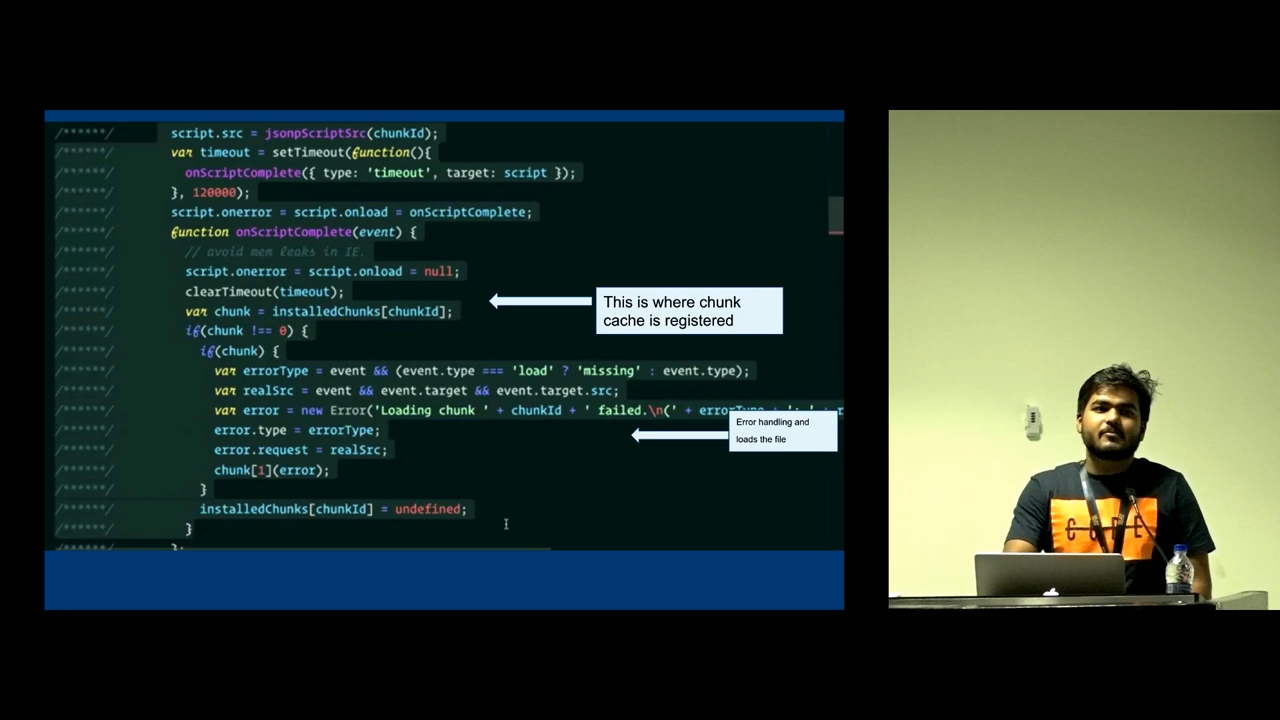 /******/ script.src = jsonpScriptSrc(chunkId);
/******/ var timeout = setTimeout(function(){
/******/ onScriptComplete({ type: 'timeout', target: script });
/******/ }, 120000);
/******/ script.onerror = script.onload = onScriptComplete;
/******/ function onScriptComplete(event) {
/******/ // avoid mem leaks in IE.
/******/ script.onerror = script.onload = null;
/******/ clearTimeout(timeout);
/******/ var chunk = installedChunks[chunkId];
/******/ if(chunk !== 0) {
/******/ if(chunk) {
/******/ var errorType = event && (event.type === 'load' ? 'missing' : event.type);
/******/ var realSrc = event && event.target && event.target.src;
/******/ var error = new Error('Loading chunk ' + chunkId + ' failed.\n(' + errorType + ': ' + r
/******/ error.type = errorType;
/******/ error.request = realSrc;
/******/ chunk[1](error);
/******/ }
/******/ installedChunks[chunkId] = undefined;
/******/ }
/******/ };
This is where chunk
cache is registered
Error handling and
loads the file
CODE